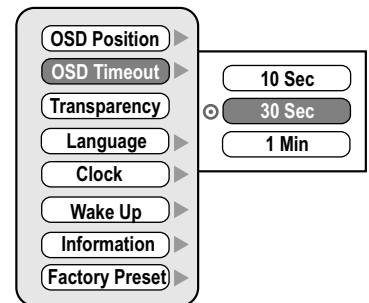 OSD Position
OSD Timeout
Transparency
Language
Clock
Wake Up
Information
Factory Preset
10 Sec
30 Sec
1 Min